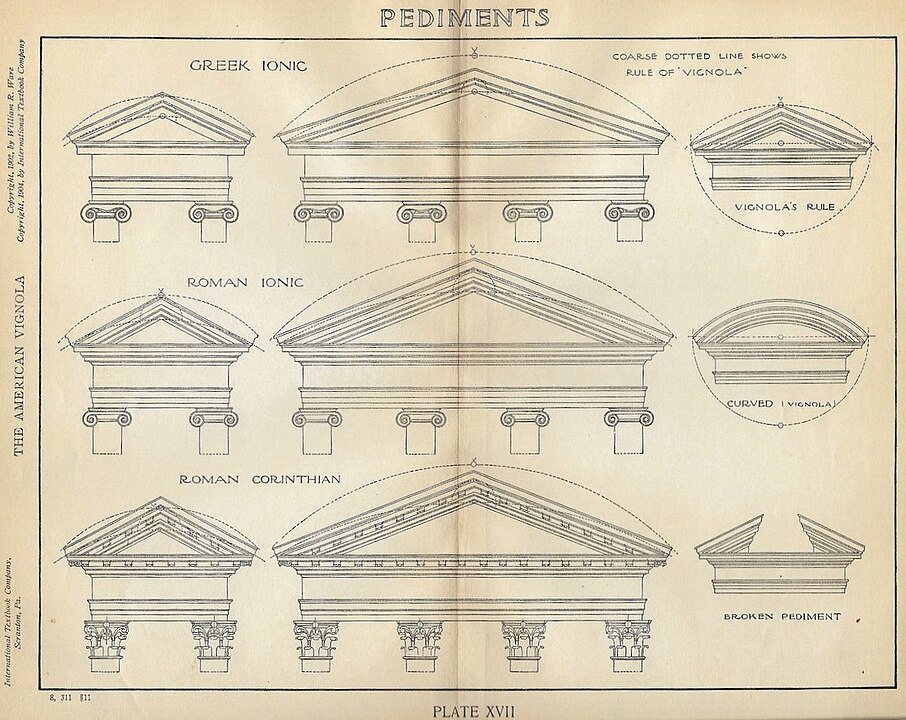 PEDIMENTS
GREEK IONIC
COARSE DOTTED LINE SHOWS
RULE OF "VIGNOLA"
VIGNOLA'S RULE
ROMAN IONIC
CURVED (VIGNOLA)
ROMAN CORINTHIAN
BROKEN PEDIMENT
Copyright, 1902, by William R. Ware
Copyright, 1904, by International Textbook Company
THE AMERICAN VIGNOLA
International Textbook Company,
Scranton, Pa.
8, 311 §11
PLATE XVII